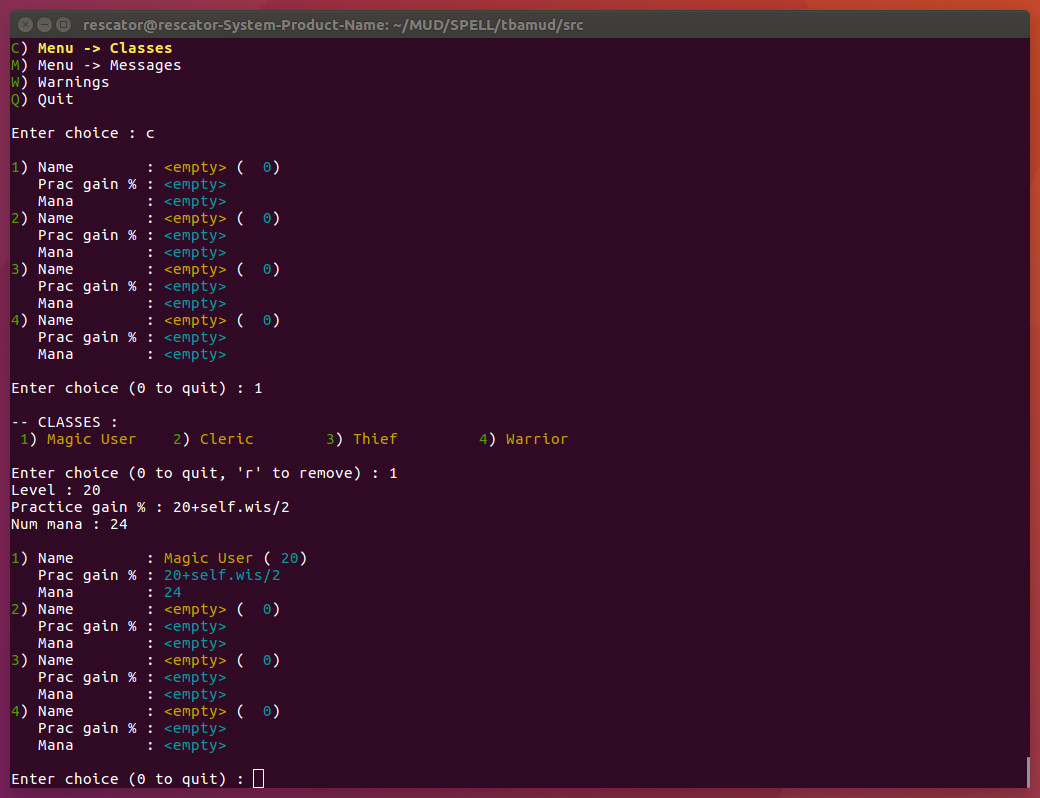 rescator@rescator-System-Product-Name: ~/MUD/SPELL/tbamud/src
C) Menu -> Classes
M) Menu -> Messages
W) Warnings
Q) Quit
Enter choice : c
1) Name        : <empty> (  0)
   Prac gain % : <empty>
   Mana        : <empty>
2) Name        : <empty> (  0)
   Prac gain % : <empty>
   Mana        : <empty>
3) Name        : <empty> (  0)
   Prac gain % : <empty>
   Mana        : <empty>
4) Name        : <empty> (  0)
   Prac gain % : <empty>
   Mana        : <empty>
Enter choice (0 to quit) : 1
-- CLASSES :
 1) Magic User    2) Cleric        3) Thief         4) Warrior
Enter choice (0 to quit, 'r' to remove) : 1
Level : 20
Practice gain % : 20+self.wis/2
Num mana : 24
1) Name        : Magic User ( 20)
   Prac gain % : 20+self.wis/2
   Mana        : 24
2) Name        : <empty> (  0)
   Prac gain % : <empty>
   Mana        : <empty>
3) Name        : <empty> (  0)
   Prac gain % : <empty>
   Mana        : <empty>
4) Name        : <empty> (  0)
   Prac gain % : <empty>
   Mana        : <empty>
Enter choice (0 to quit) :